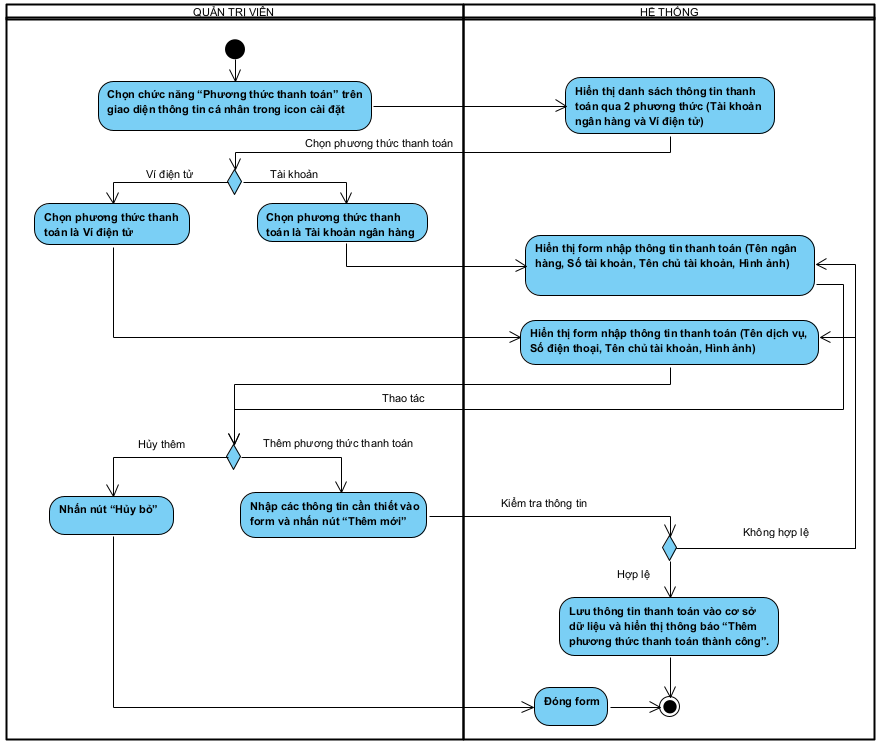 QUẢN TRỊ VIÊN
HỆ THỐNG
Chọn chức năng “Phương thức thanh toán” trên
giao diện thông tin cá nhân trong icon cài đặt
Hiển thị danh sách thông tin thanh
toán qua 2 phương thức (Tài khoản
ngân hàng và Ví điện tử)
Chọn phương thức thanh toán
Ví điện tử
Tài khoản
Chọn phương thức thanh
toán là Ví điện tử
Chọn phương thức thanh
toán là Tài khoản ngân hàng
Hiển thị form nhập thông tin thanh toán (Tên ngân
hàng, Số tài khoản, Tên chủ tài khoản, Hình ảnh)
Hiển thị form nhập thông tin thanh toán (Tên dịch vụ,
Số điện thoại, Tên chủ tài khoản, Hình ảnh)
Thao tác
Hủy thêm
Thêm phương thức thanh toán
Nhấn nút “Hủy bỏ”
Nhập các thông tin cần thiết vào
form và nhấn nút “Thêm mới”
Kiểm tra thông tin
Không hợp lệ
Hợp lệ
Lưu thông tin thanh toán vào cơ sở
dữ liệu và hiển thị thông báo “Thêm
phương thức thanh toán thành công”.
Đóng form